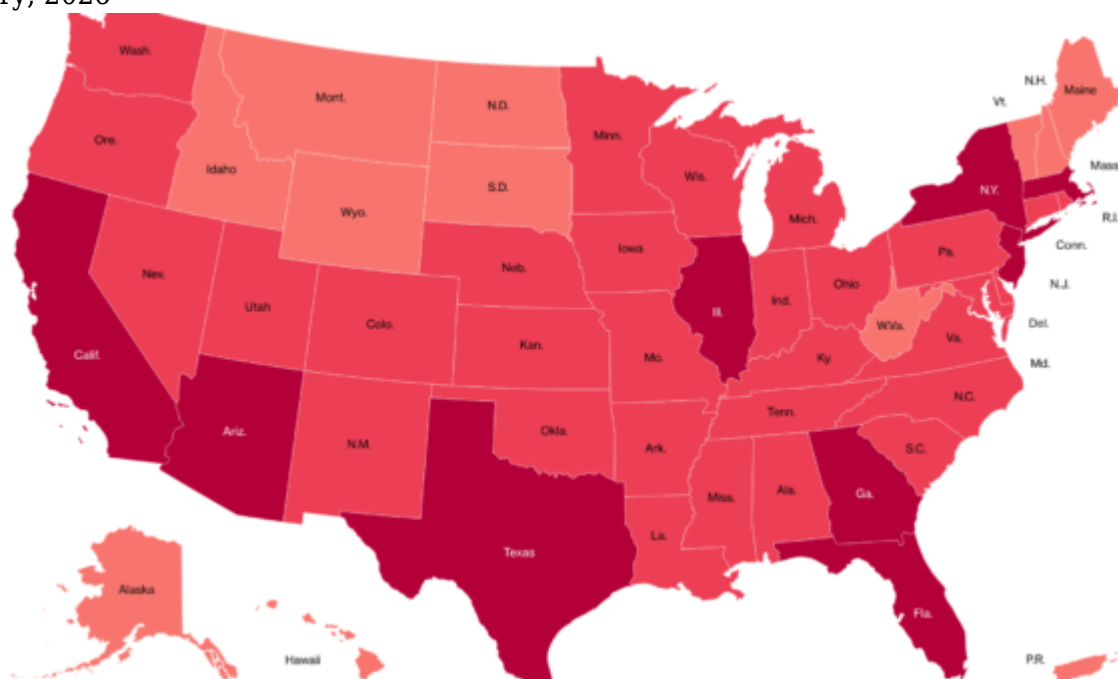 Wash.
Mont.
N.D.
Minn.
N.H.
Maine
Vt.
Ore.
Idaho
S.D.
Wis.
Mass
Wyo.
Mich.
N.Y.
R.I.
Iowa
Conn.
Nev.
Neb.
Pa.
Ohio
N.J.
Utah
Ill.
Ind.
Colo.
Del.
W.Va.
Va.
Calif.
Kan.
Mo.
Ky.
Md.
N.C.
Tenn.
Ariz.
Okla.
N.M.
Ark.
S.C.
Miss.
Ala.
Ga.
La.
Texas
Alaska
Fla.
Hawaii
P.R.